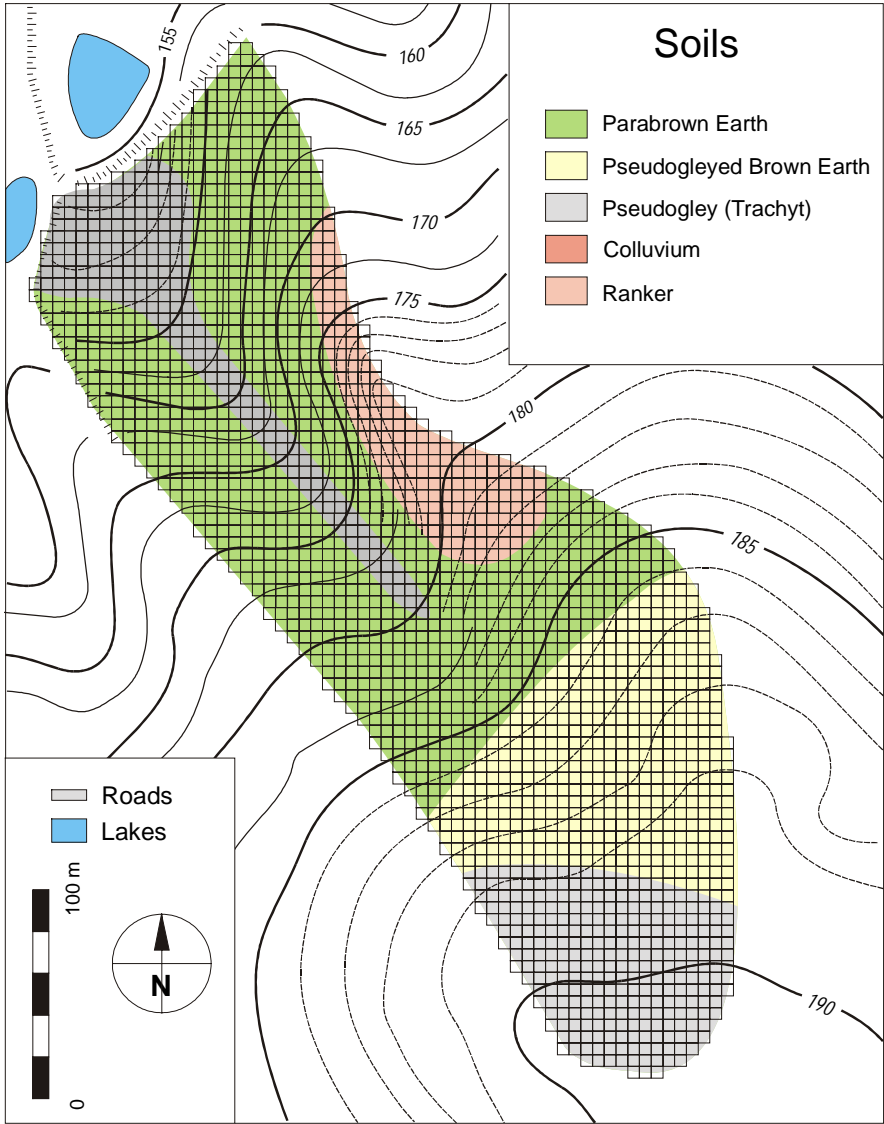 155
160
165
170
175
180
185
190
Soils
Parabrown Earth
Pseudogleyed Brown Earth
Pseudogley (Trachyt)
Colluvium
Ranker
Roads
Lakes
100 m
0
N